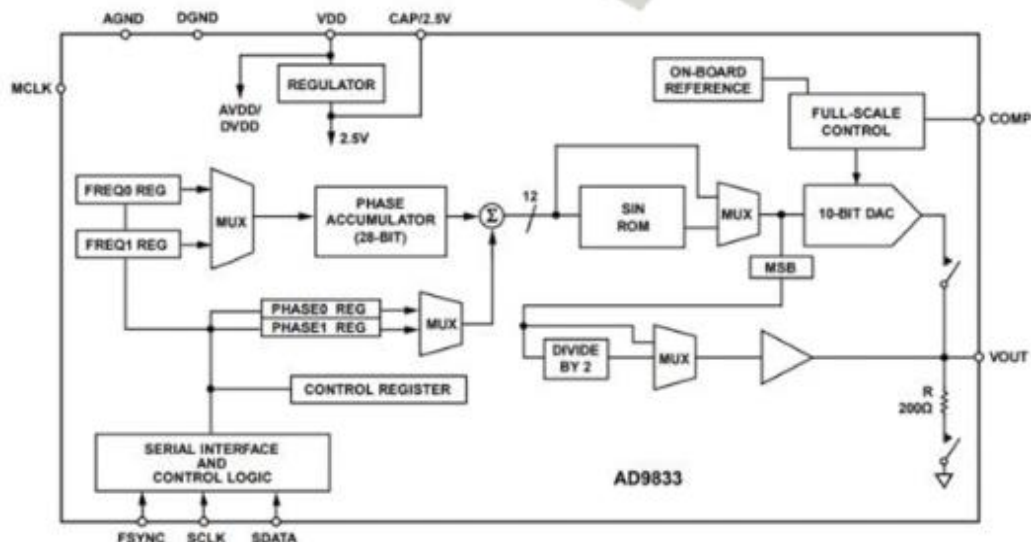 AGND
DGND
VDD
CAP/2.5V
MCLK
REGULATOR
AVDD/
DVDD
2.5V
ON-BOARD
REFERENCE
FULL-SCALE
CONTROL
COMP
FREQ0 REG
FREQ1 REG
MUX
PHASE
ACCUMULATOR
(28-BIT)
Σ
12
SIN
ROM
MUX
10-BIT DAC
MSB
PHASE0 REG
PHASE1 REG
MUX
DIVIDE
BY 2
MUX
VOUT
R
200Ω
CONTROL REGISTER
SERIAL INTERFACE
AND
CONTROL LOGIC
AD9833
FSYNC
SCLK
SDATA